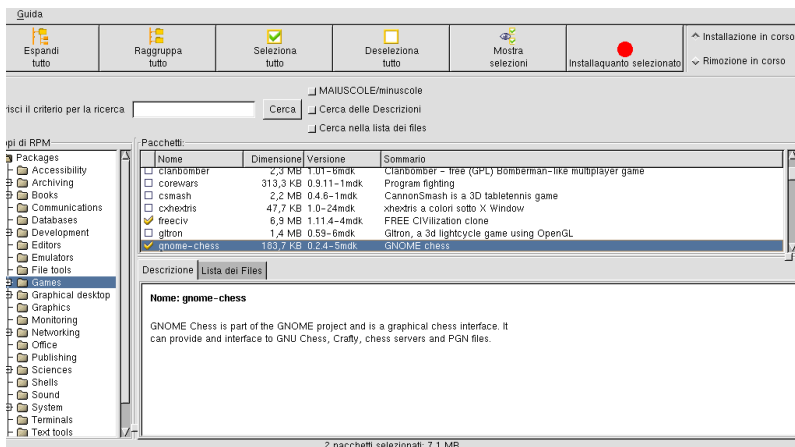 Guida
Espandi tutto
Raggruppa tutto
Seleziona tutto
Deseleziona tutto
Mostra selezioni
Installaquanto selezionato
Installazione in corso
Rimozione in corso
MAIUSCOLE/minuscole
il criterio per la ricerca
Cerca
Cerca delle Descrizioni
Cerca nella lista dei files
di RPM
Pacchetti:
Packages
Accessibility
Archiving
Books
Communications
Databases
Development
Editors
Emulators
File tools
Games
Graphical desktop
Graphics
Monitoring
Networking
Office
Publishing
Sciences
Shells
Sound
System
Terminals
Text tools
Nome Dimensione Versione Sommario
clanbomber 2,3 MB 1.01-6mdk Clanbomber - free (GPL) Bomberman-like multiplayer game
corewars 313,3 KB 0.9.11-1mdk Program fighting
csmash 2,2 MB 0.4.6-1mdk CannonSmash is a 3D tabletennis game
cxhextris 47,7 KB 1.0-24mdk xhextris a colori sotto X Window
freeciv 6,9 MB 1.11.4-4mdk FREE CIVilization clone
gltron 1,4 MB 0.59-6mdk Gltron, a 3d lightcycle game using OpenGL
gnome-chess 183,7 KB 0.2.4-5mdk GNOME chess
Descrizione Lista dei Files
Nome: gnome-chess
GNOME Chess is part of the GNOME project and is a graphical chess interface. It
can provide and interface to GNU Chess, Crafty, chess servers and PGN files.
2 pacchetti selezionati: 7,1 MB